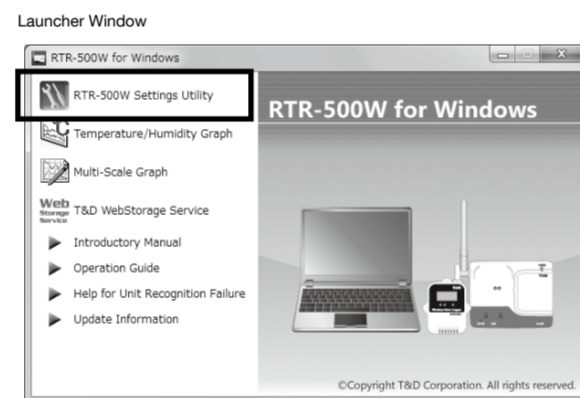 Launcher Window
RTR-500W for Windows
RTR-500W Settings Utility
RTR-500W for Windows
Temperature/Humidity Graph
Multi-Scale Graph
Web
Storage
Service
T&D WebStorage Service
Introductory Manual
Operation Guide
Help for Unit Recognition Failure
Update Information
©Copyright T&D Corporation. All rights reserved.